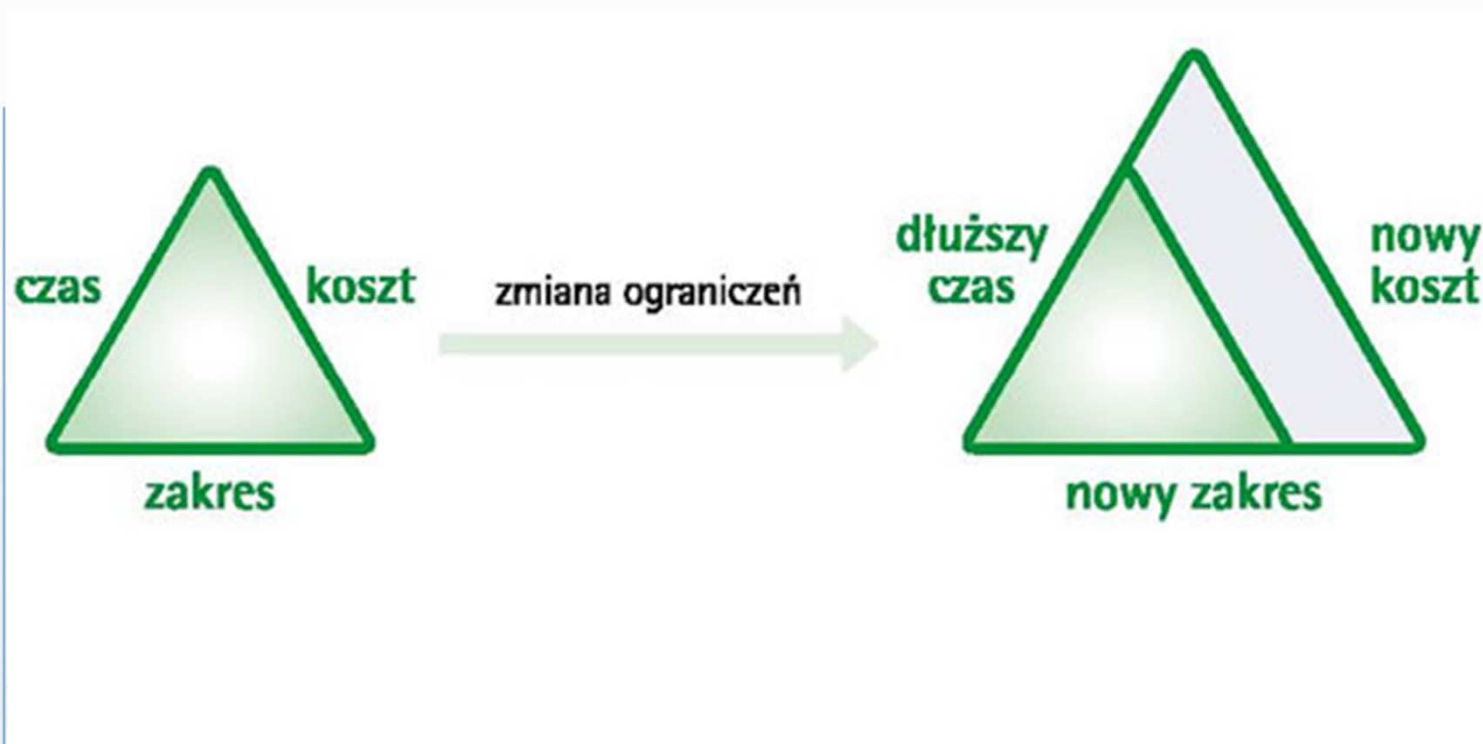 czas
koszt
zakres
zmiana ograniczeń
dłuższy
czas
nowy
koszt
nowy zakres